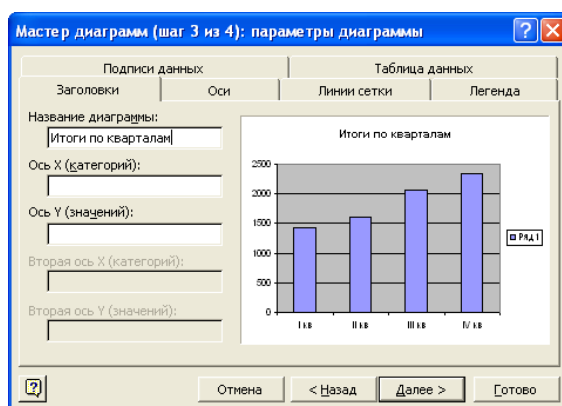 Мастер диаграмм (шаг 3 из 4): параметры диаграммы
Подписи данных
Таблица данных
Заголовки
Оси
Линии сетки
Легенда
Название диаграммы:
Итоги по кварталам
Ось X (категорий):
Ось Y (значений):
Вторая ось X (категорий):
Вторая ось Y (значений):
Итоги по кварталам
2500
2000
1500
1000
500
0
I кв
II кв
III кв
IV кв
Ряд1
?
Отмена
< Назад
Далее >
Готово